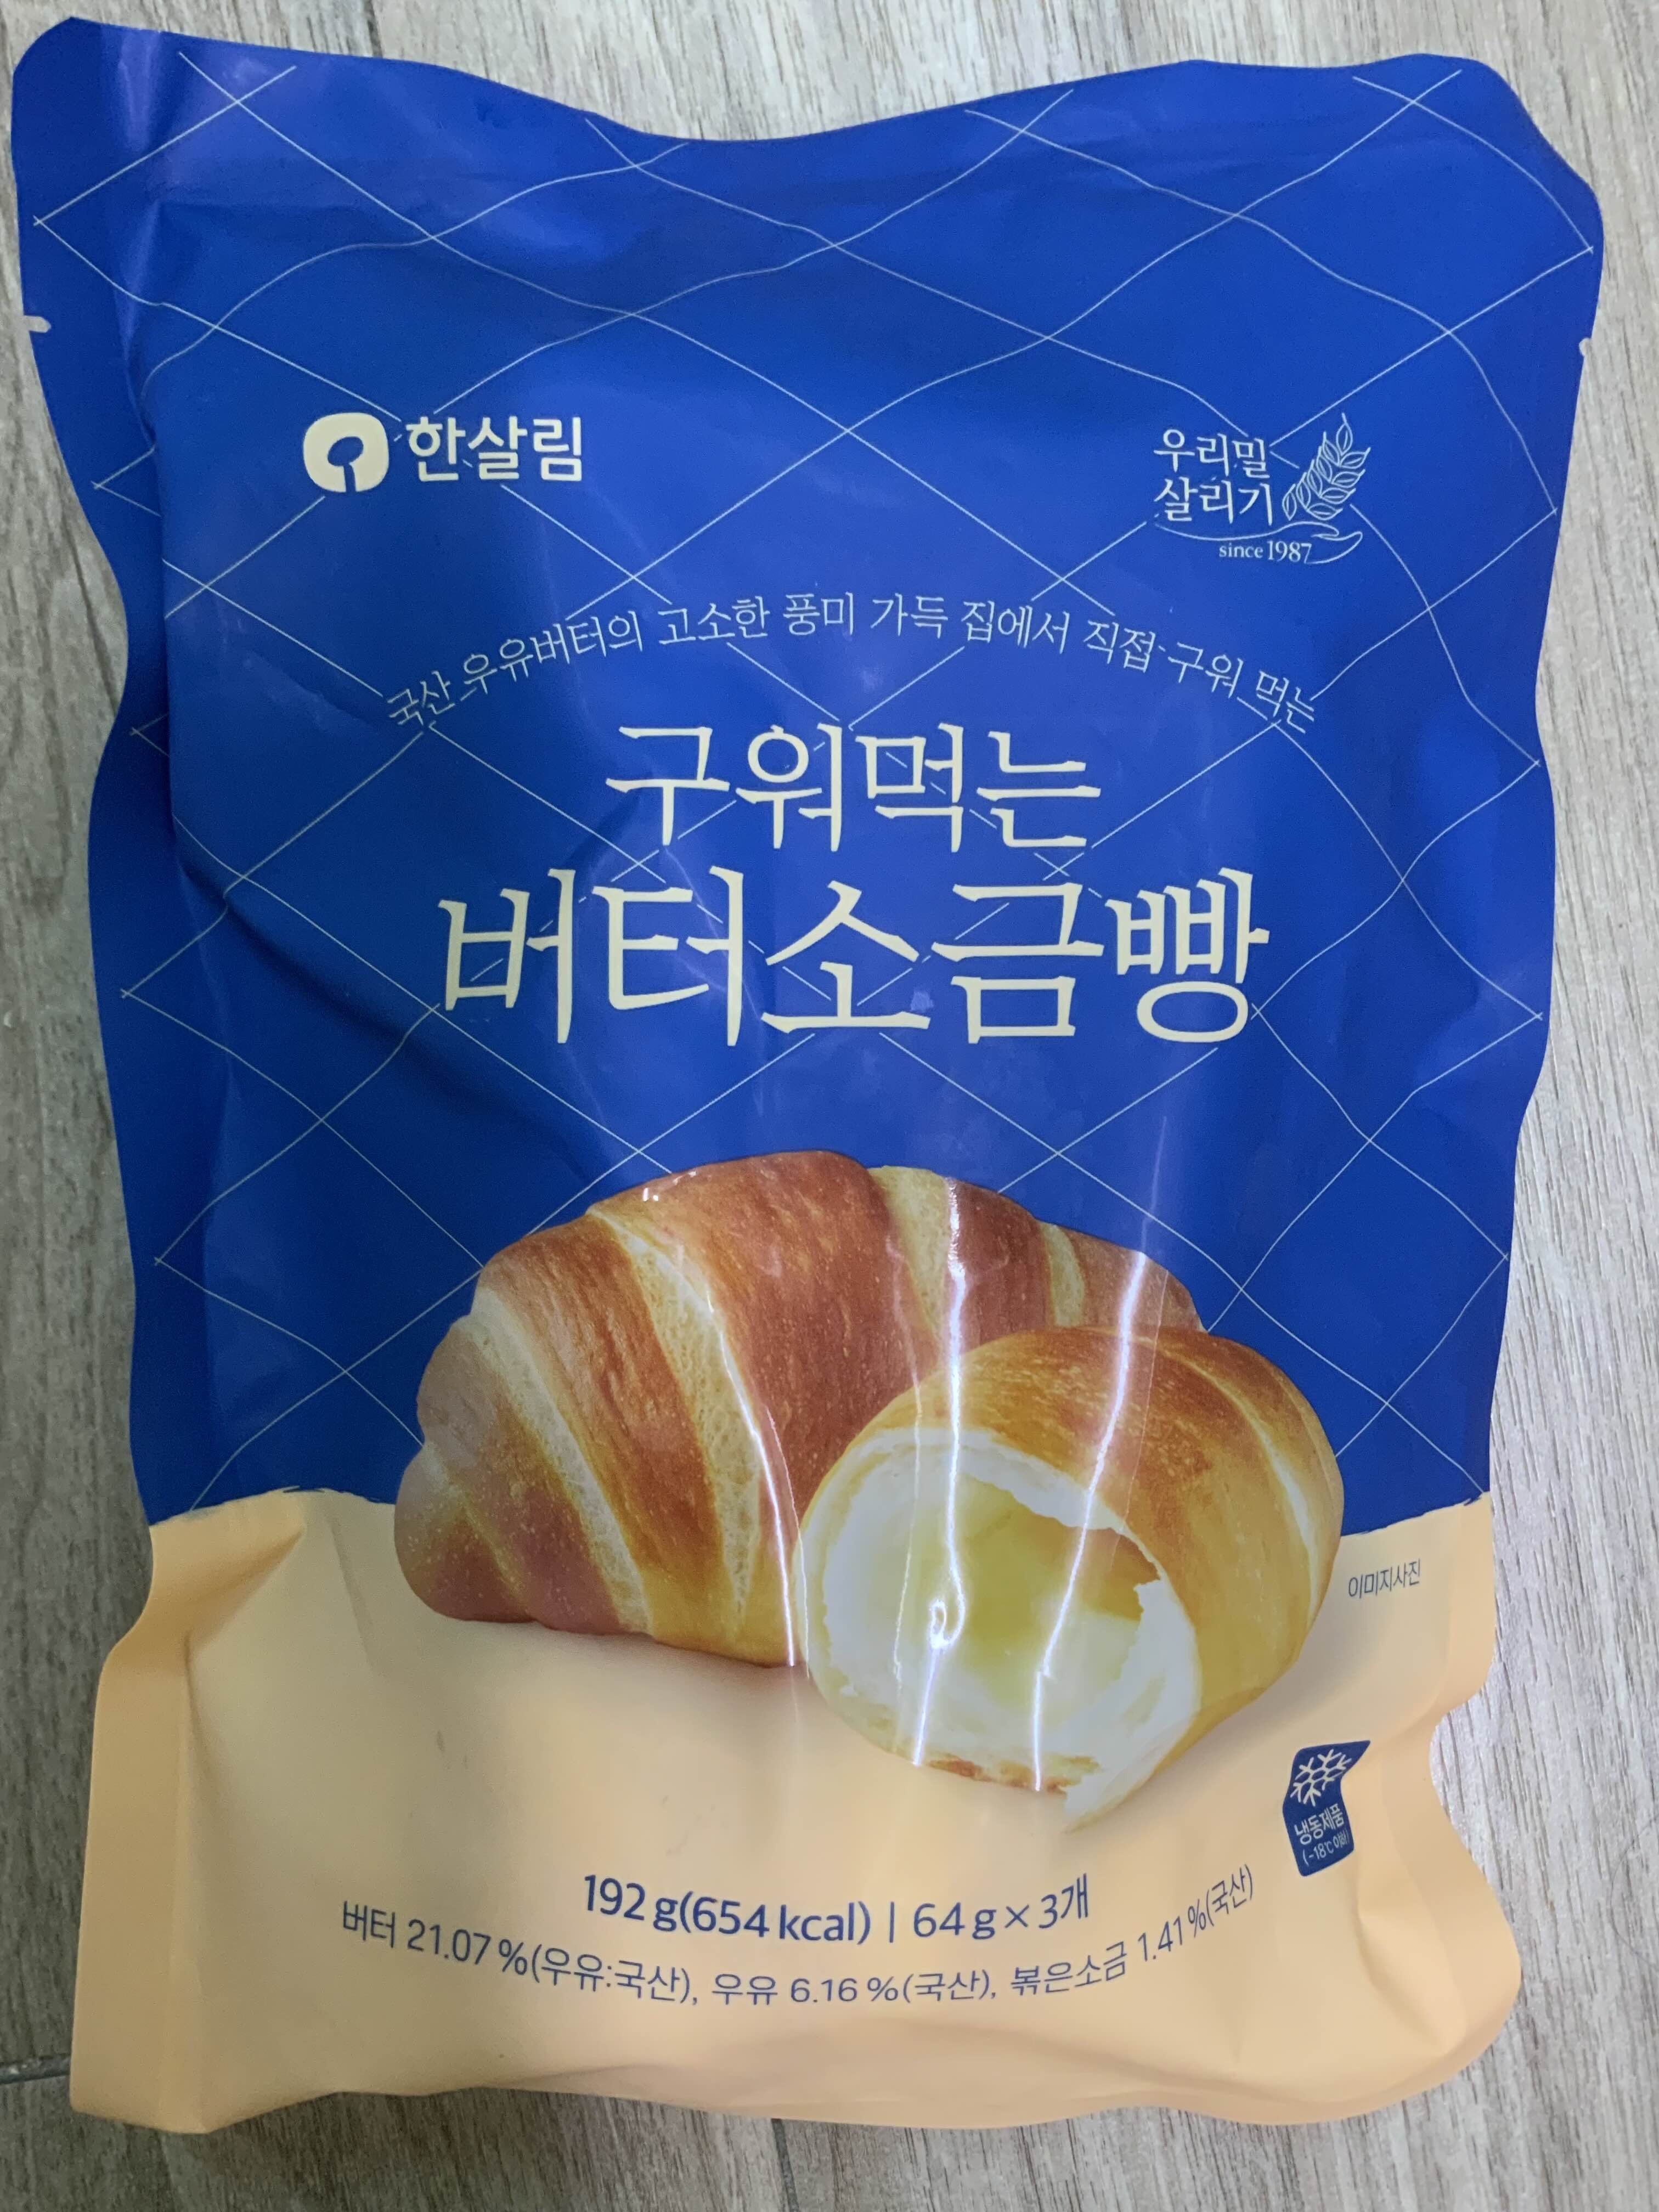 한살림
우리밀
살리기
since 1987
국산 우유버터의 고소한 풍미 가득 집에서 직접 구워 먹는
구워먹는
버터소금빵
이미지사진
냉동제품
(-18℃ 이하)
192 g(654 kcal) | 64 g × 3개
버터 21.07 %(우유:국산), 우유 6.16 %(국산), 볶은소금 1.41 %(국산)